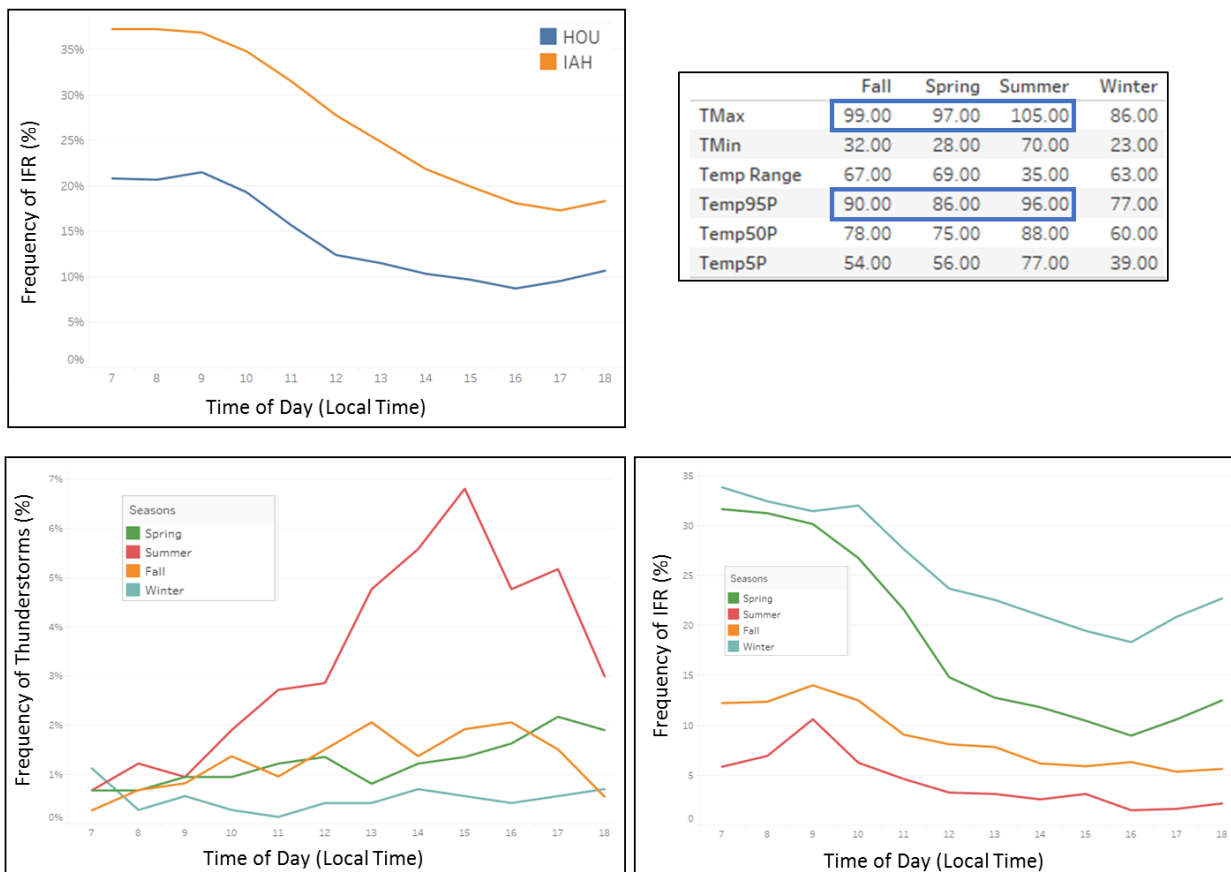 HOU
IAH
35%
30%
25%
20%
15%
10%
5%
0%
Frequency of IFR (%)
7 8 9 10 11 12 13 14 15 16 17 18
Time of Day (Local Time)
Fall Spring Summer Winter
TMax 99.00 97.00 105.00 86.00
TMin 32.00 28.00 70.00 23.00
Temp Range 67.00 69.00 35.00 63.00
Temp95P 90.00 86.00 96.00 77.00
Temp50P 78.00 75.00 88.00 60.00
Temp5P 54.00 56.00 77.00 39.00
7%
6%
5%
4%
3%
2%
1%
0%
Frequency of Thunderstorms (%)
Seasons
Spring
Summer
Fall
Winter
7 8 9 10 11 12 13 14 15 16 17 18
Time of Day (Local Time)
35
30
25
20
15
10
5
0
Frequency of IFR (%)
Seasons
Spring
Summer
Fall
Winter
7 8 9 10 11 12 13 14 15 16 17 18
Time of Day (Local Time)